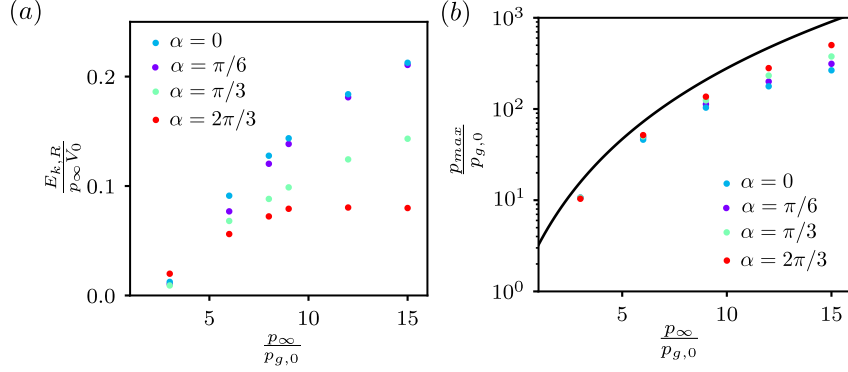 (a)
α = 0
α = π/6
α = π/3
α = 2π/3
0.2
0.1
0.0
E_{k,R}
p_∞V_0
5
10
15
p_∞
p_{g,0}
(b)
10^3
10^2
10^1
10^0
p_{max}
p_{g,0}
α = 0
α = π/6
α = π/3
α = 2π/3
5
10
15
p_∞
p_{g,0}